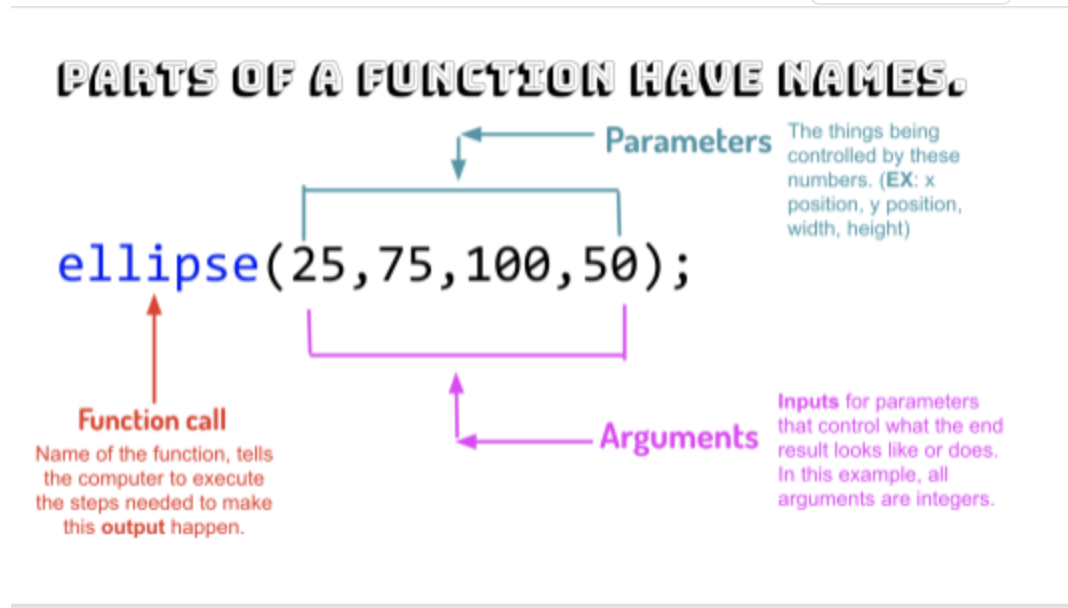 PARTS OF A FUNCTION HAVE NAMES.
Parameters
The things being
controlled by these
numbers. (EX: x
position, y position,
width, height)
ellipse(25,75,100,50);
Function call
Name of the function, tells
the computer to execute
the steps needed to make
this output happen.
Arguments
Inputs for parameters
that control what the end
result looks like or does.
In this example, all
arguments are integers.